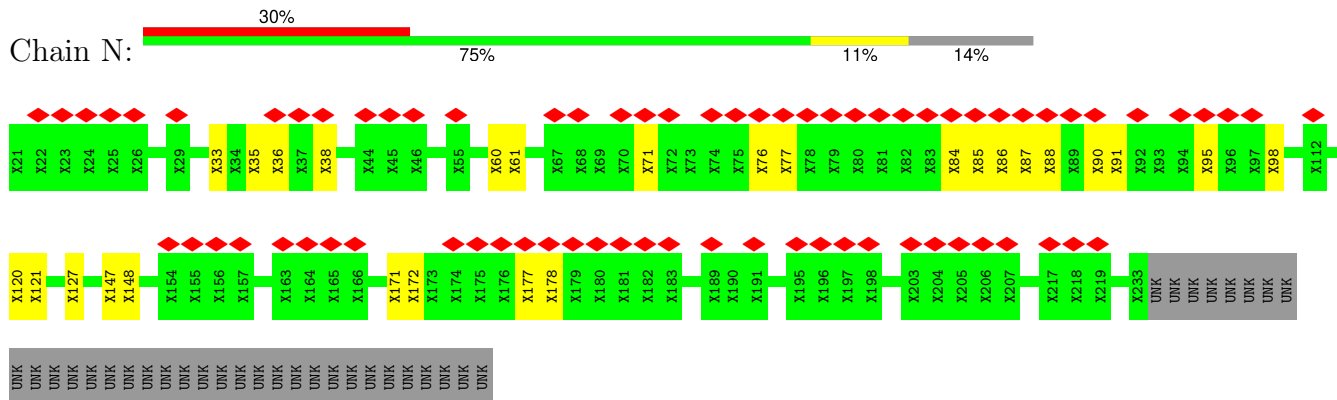 30%
Chain N:
75% 11% 14%
X21 X22 X23 X24 X25 X26 X29 X33 X34 X35 X36 X37 X38 X44 X45 X46 X55 X60 X61 X67 X68 X69 X70 X71 X72 X73 X74 X75 X76 X77 X78 X79 X80 X81 X82 X83 X84 X85 X86 X87 X88 X89 X90 X91 X92 X93 X94 X95 X96 X97 X98 X112
X120 X121 X127 X147 X148 X154 X155 X156 X157 X163 X164 X165 X166 X171 X172 X173 X174 X175 X176 X177 X178 X179 X180 X181 X182 X183 X189 X190 X191 X195 X196 X197 X198 X203 X204 X205 X206 X207 X217 X218 X219 X233 UNK UNK UNK UNK UNK UNK UNK UNK
UNK UNK UNK UNK UNK UNK UNK UNK UNK UNK UNK UNK UNK UNK UNK UNK UNK UNK UNK UNK UNK UNK UNK UNK UNK UNK